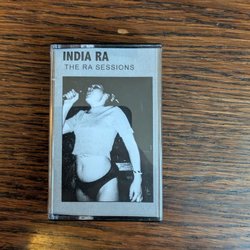 INDIA RA
THE RA SESSIONS